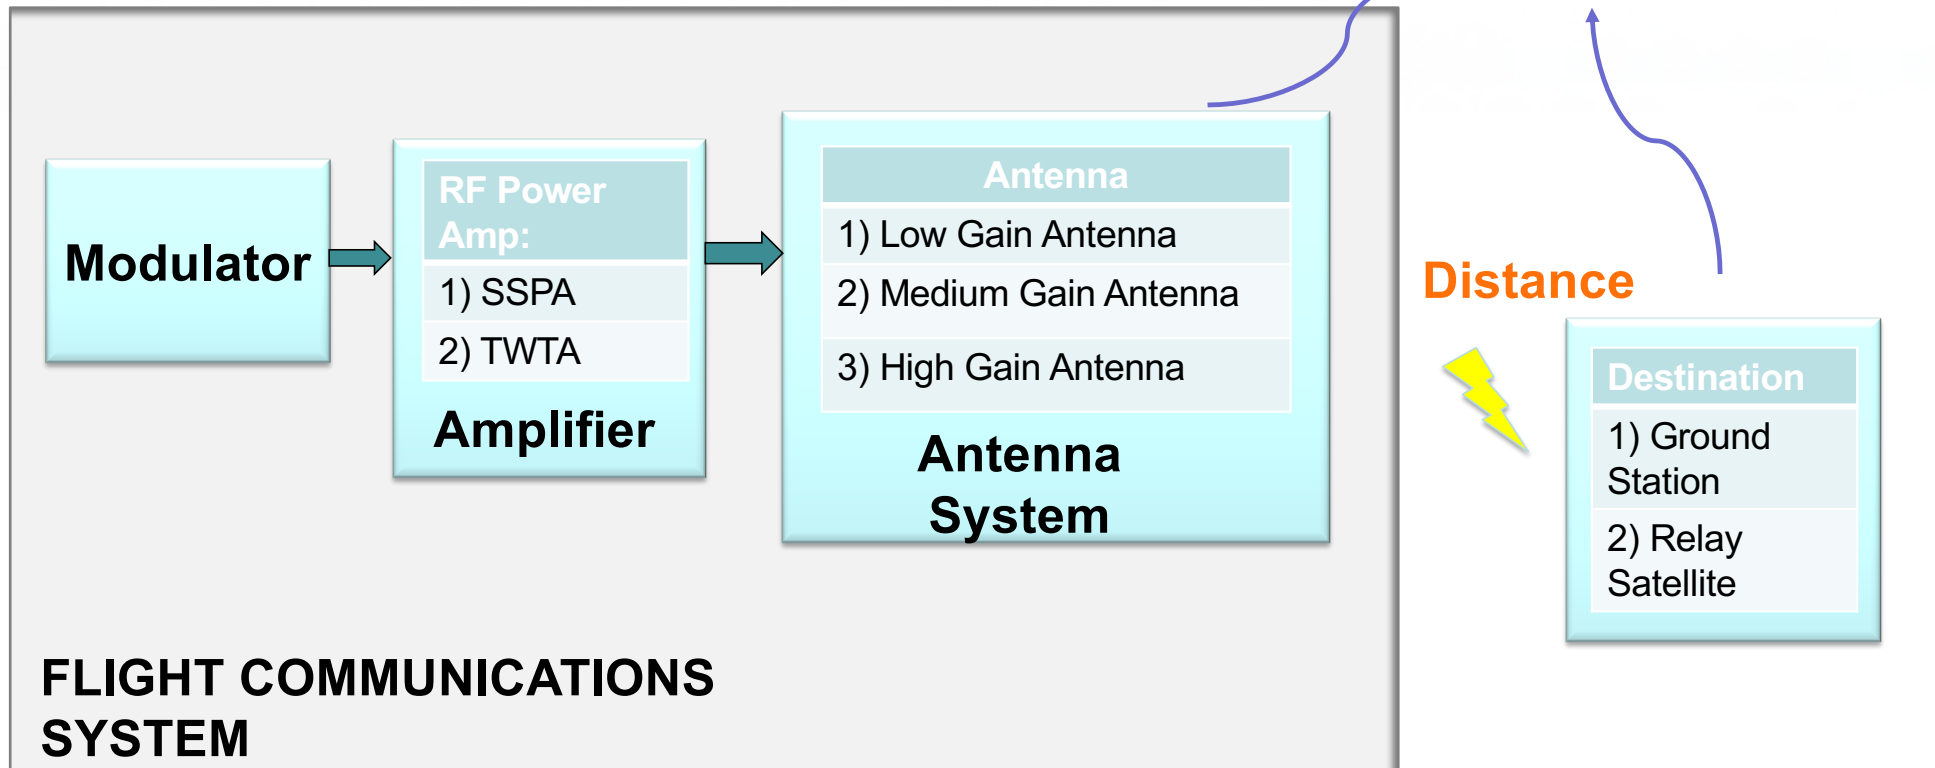 Modulator
RF Power
Amp:
1) SSPA
2) TWTA
Amplifier
Antenna
1) Low Gain Antenna
2) Medium Gain Antenna
3) High Gain Antenna
Antenna
System
Distance
Destination
1) Ground
Station
2) Relay
Satellite
FLIGHT COMMUNICATIONS
SYSTEM